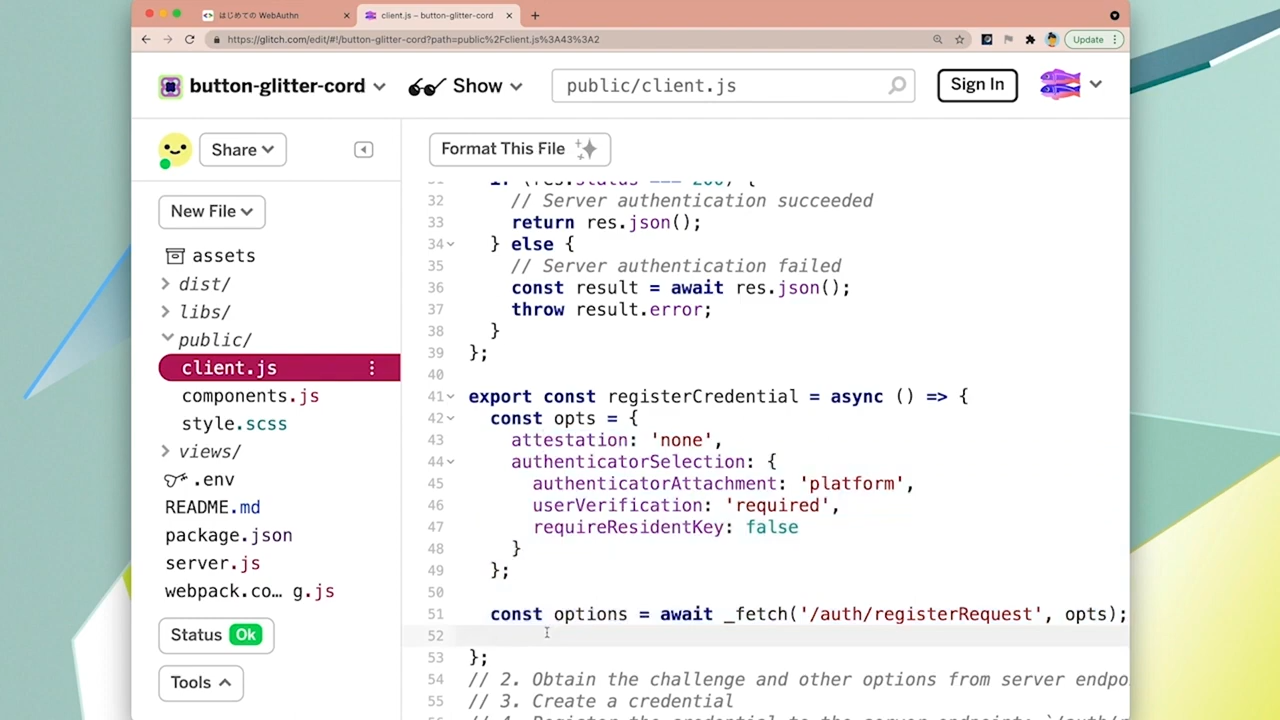 はじめての WebAuthn
client.js – button-glitter-cord
https://glitch.com/edit/#!/button-glitter-cord?path=public%2Fclient.js%3A43%3A2
Update
button-glitter-cord
Show
public/client.js
Sign In
Share
Format This File
New File
assets
dist/
libs/
public/
client.js
components.js
style.scss
views/
.env
README.md
package.json
server.js
webpack.co… g.js
Status Ok
Tools
32 // Server authentication succeeded
33 return res.json();
34 } else {
35 // Server authentication failed
36 const result = await res.json();
37 throw result.error;
38 }
39 };
40
41 export const registerCredential = async () => {
42 const opts = {
43 attestation: 'none',
44 authenticatorSelection: {
45 authenticatorAttachment: 'platform',
46 userVerification: 'required',
47 requireResidentKey: false
48 }
49 };
50
51 const options = await _fetch('/auth/registerRequest', opts);
52
53 };
54 // 2. Obtain the challenge and other options from server endpo
55 // 3. Create a credential